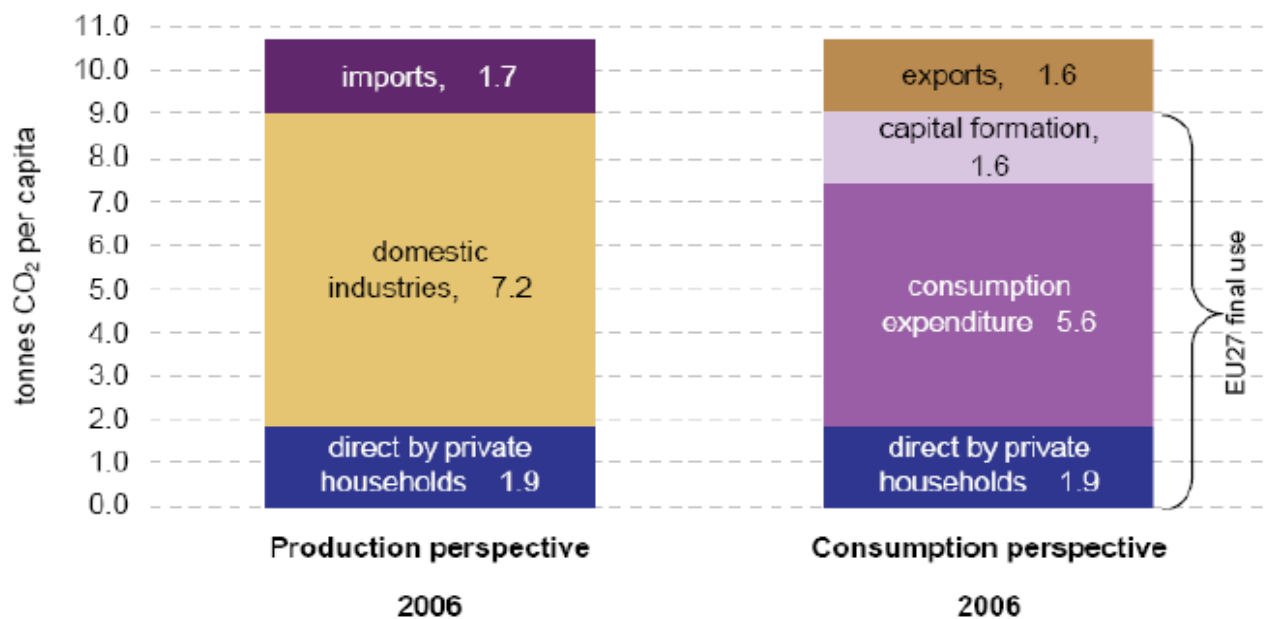 11.0
10.0
9.0
8.0
7.0
6.0
5.0
4.0
3.0
2.0
1.0
0.0
tonnes CO₂ per capita
imports, 1.7
domestic
industries, 7.2
direct by private
households 1.9
exports, 1.6
capital formation,
1.6
consumption
expenditure 5.6
direct by private
households 1.9
EU27 final use
Production perspective
2006
Consumption perspective
2006